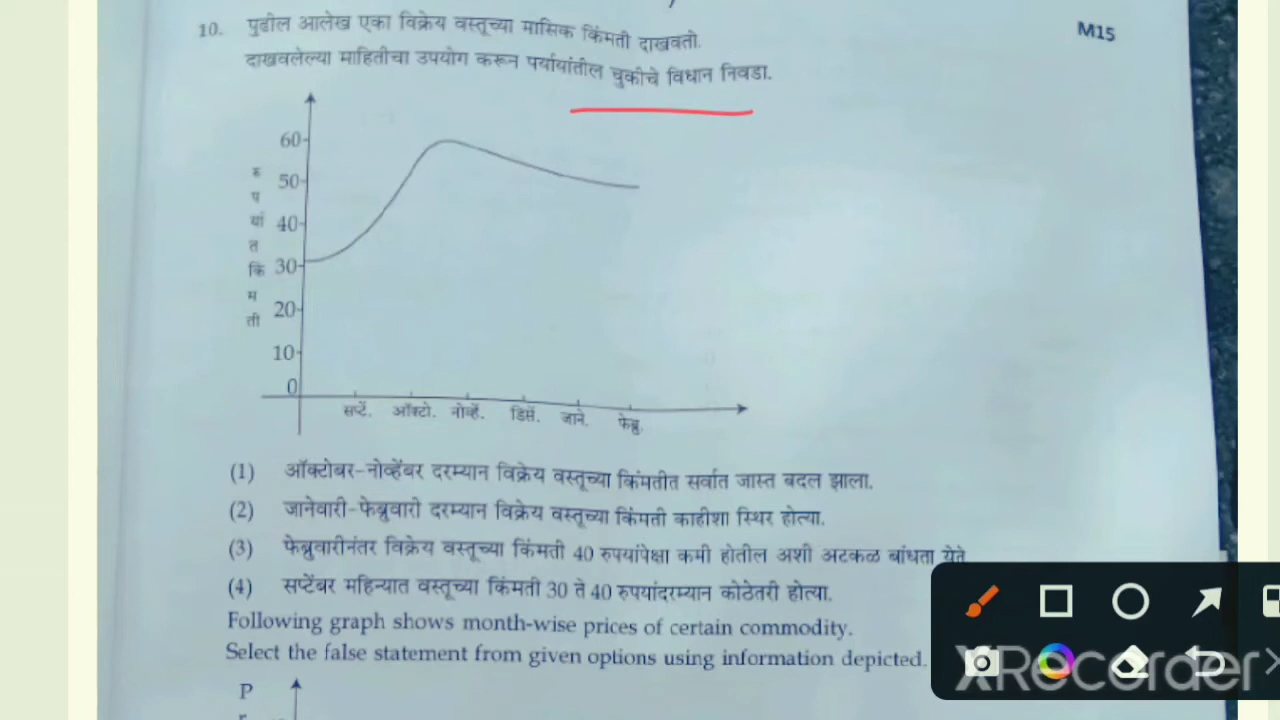 10. पुढील आलेख एका विक्रेय वस्तूच्या मासिक किंमती दाखवतो. M15
दाखवलेल्या माहितीचा उपयोग करून पर्यायांतील चुकीचे विधान निवडा.
60
50
40
30
20
10
0
रुपयांत किमती
सप्टें. ऑक्टो. नोव्हें. डिसें. जाने. फेब्रु.
(1) ऑक्टोबर-नोव्हेंबर दरम्यान विक्रेय वस्तूच्या किंमतीत सर्वात जास्त बदल झाला.
(2) जानेवारी-फेब्रुवारी दरम्यान विक्रेय वस्तूच्या किंमती काहीशा स्थिर होत्या.
(3) फेब्रुवारीनंतर विक्रेय वस्तूच्या किंमती 40 रुपयांपेक्षा कमी होतील अशी अटकळ बांधता येते
(4) सप्टेंबर महिन्यात वस्तूच्या किंमती 30 ते 40 रुपयांदरम्यान कोठेतरी होत्या.
Following graph shows month-wise prices of certain commodity.
Select the false statement from given options using information depicted.
P
r
XRecorder